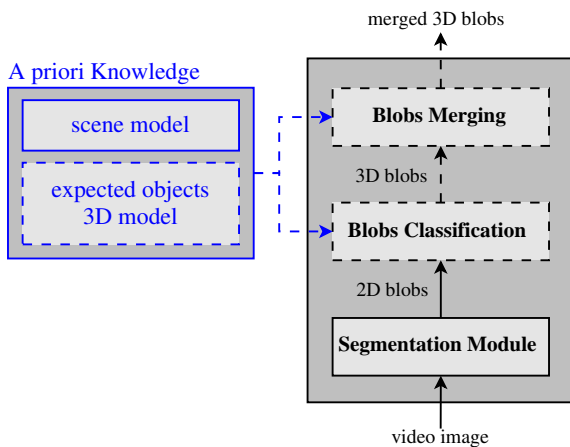 merged 3D blobs
A priori Knowledge
scene model
expected objects
3D model
Blobs Merging
3D blobs
Blobs Classification
2D blobs
Segmentation Module
video image